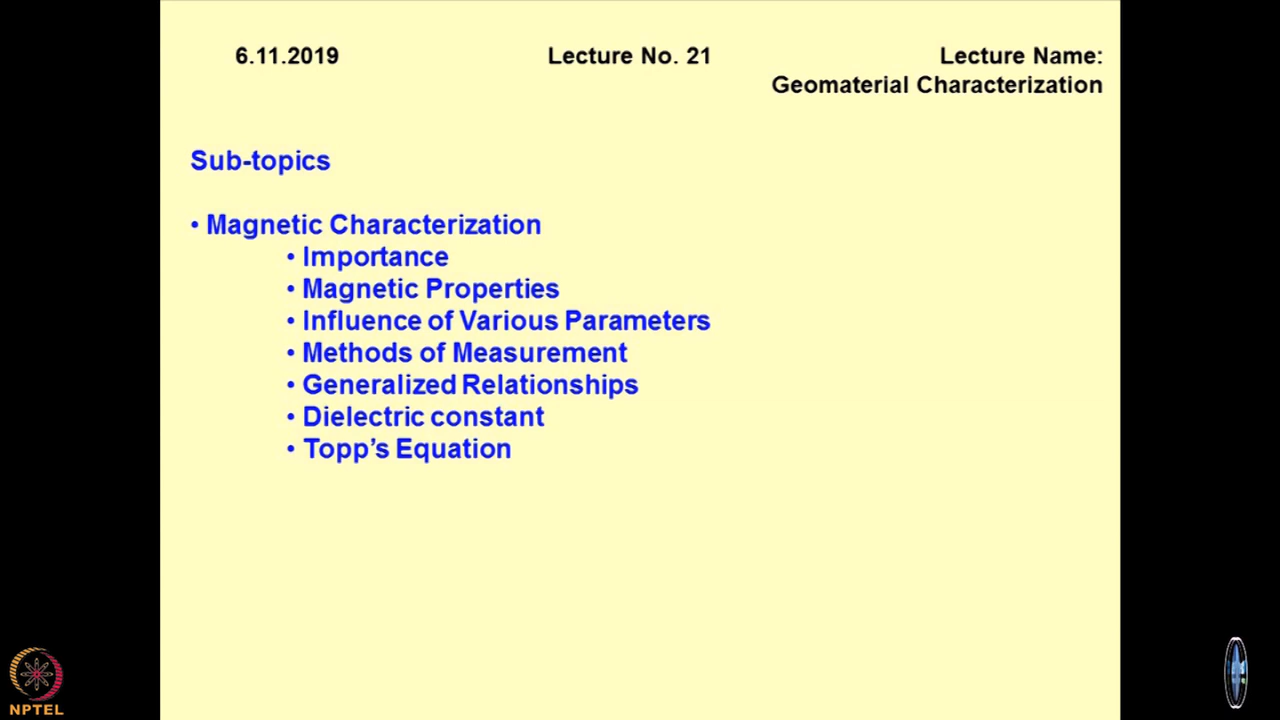 6.11.2019 Lecture No. 21 Lecture Name:
Geomaterial Characterization
Sub-topics
• Magnetic Characterization
• Importance
• Magnetic Properties
• Influence of Various Parameters
• Methods of Measurement
• Generalized Relationships
• Dielectric constant
• Topp’s Equation
NPTEL